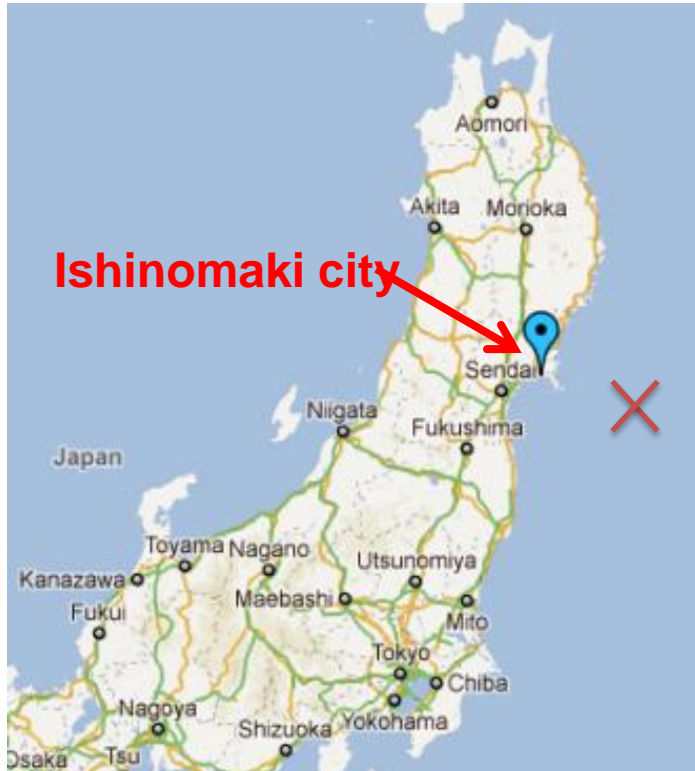 Aomori
Akita
Morioka
Ishinomaki city
Sendai
Niigata
Fukushima
Japan
Toyama
Nagano
Utsunomiya
Kanazawa
Maebashi
Fukui
Mito
Tokyo
Chiba
Nagoya
Yokohama
Shizuoka
Osaka
Tsu